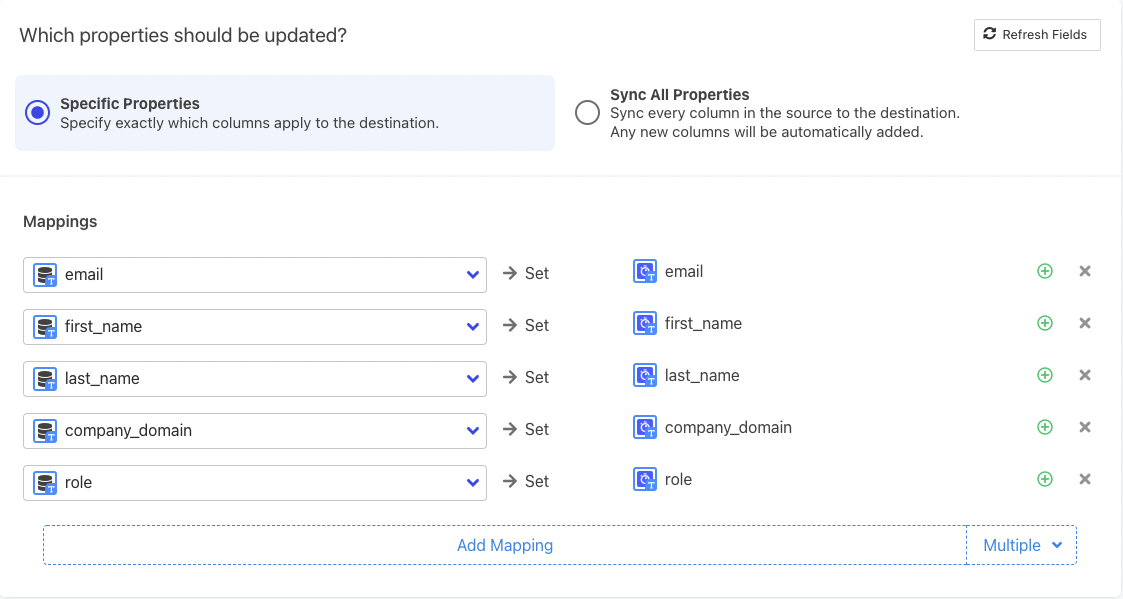 Which properties should be updated?
Refresh Fields
Specific Properties
Specify exactly which columns apply to the destination.
Sync All Properties
Sync every column in the source to the destination.
Any new columns will be automatically added.
Mappings
email Set email
first_name Set first_name
last_name Set last_name
company_domain Set company_domain
role Set role
Add Mapping Multiple